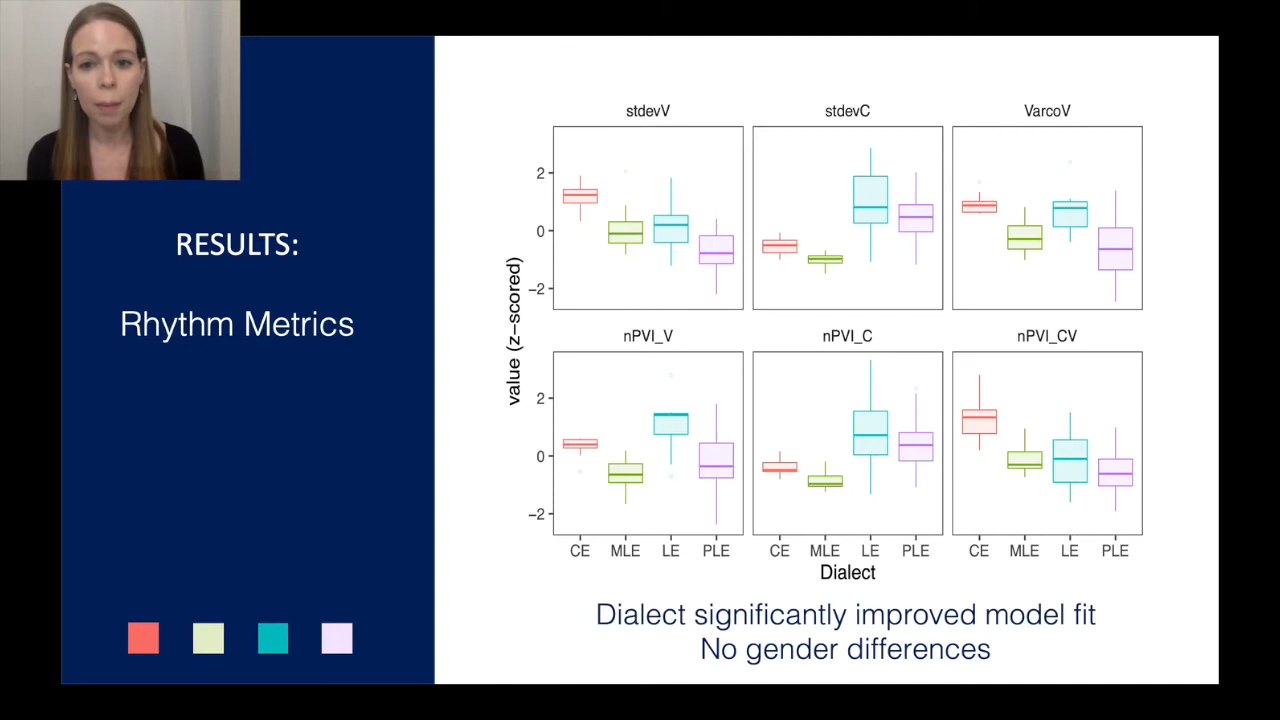 RESULTS:
Rhythm Metrics
stdevV
stdevC
VarcoV
2
0
−2
nPVI_V
nPVI_C
nPVI_CV
2
0
−2
value (z−scored)
CE MLE LE PLE
CE MLE LE PLE
CE MLE LE PLE
Dialect
Dialect significantly improved model fit
No gender differences